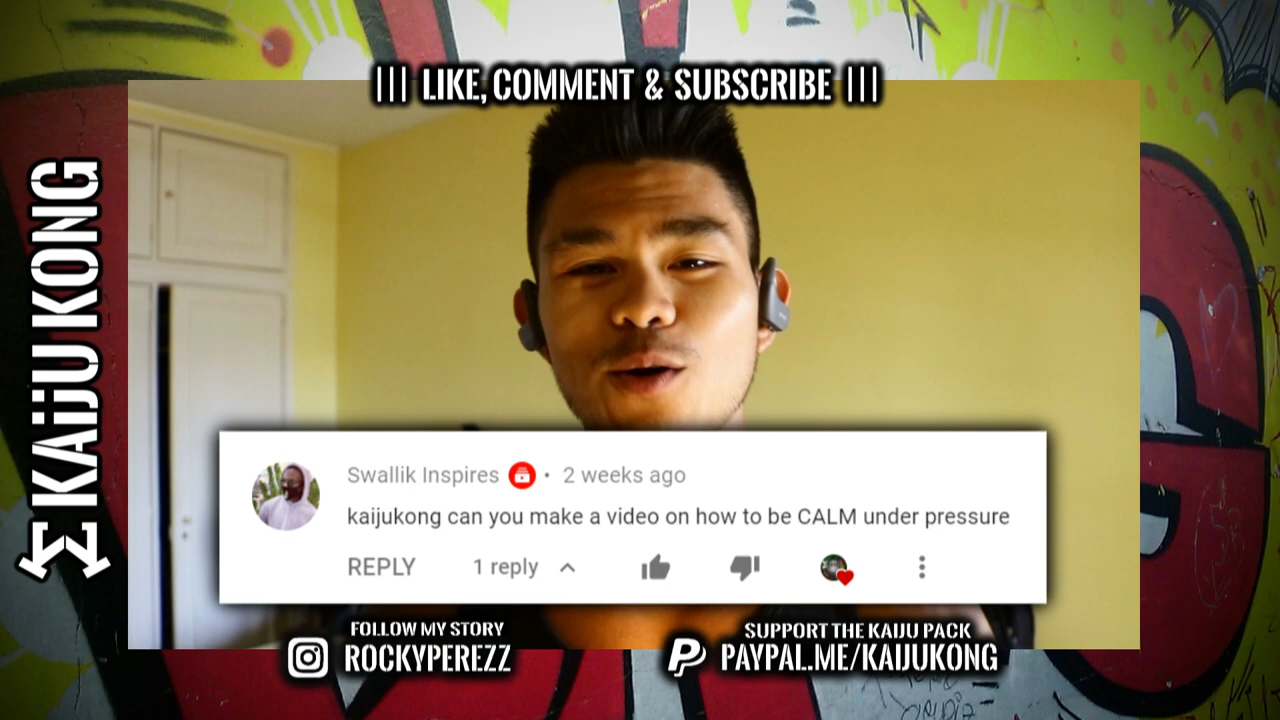 ||| LIKE, COMMENT & SUBSCRIBE |||
KAIJU KONG
Swallik Inspires • 2 weeks ago
kaijukong can you make a video on how to be CALM under pressure
REPLY 1 reply
FOLLOW MY STORY
ROCKYPEREZZ
SUPPORT THE KAIJU PACK
PAYPAL.ME/KAIJUKONG